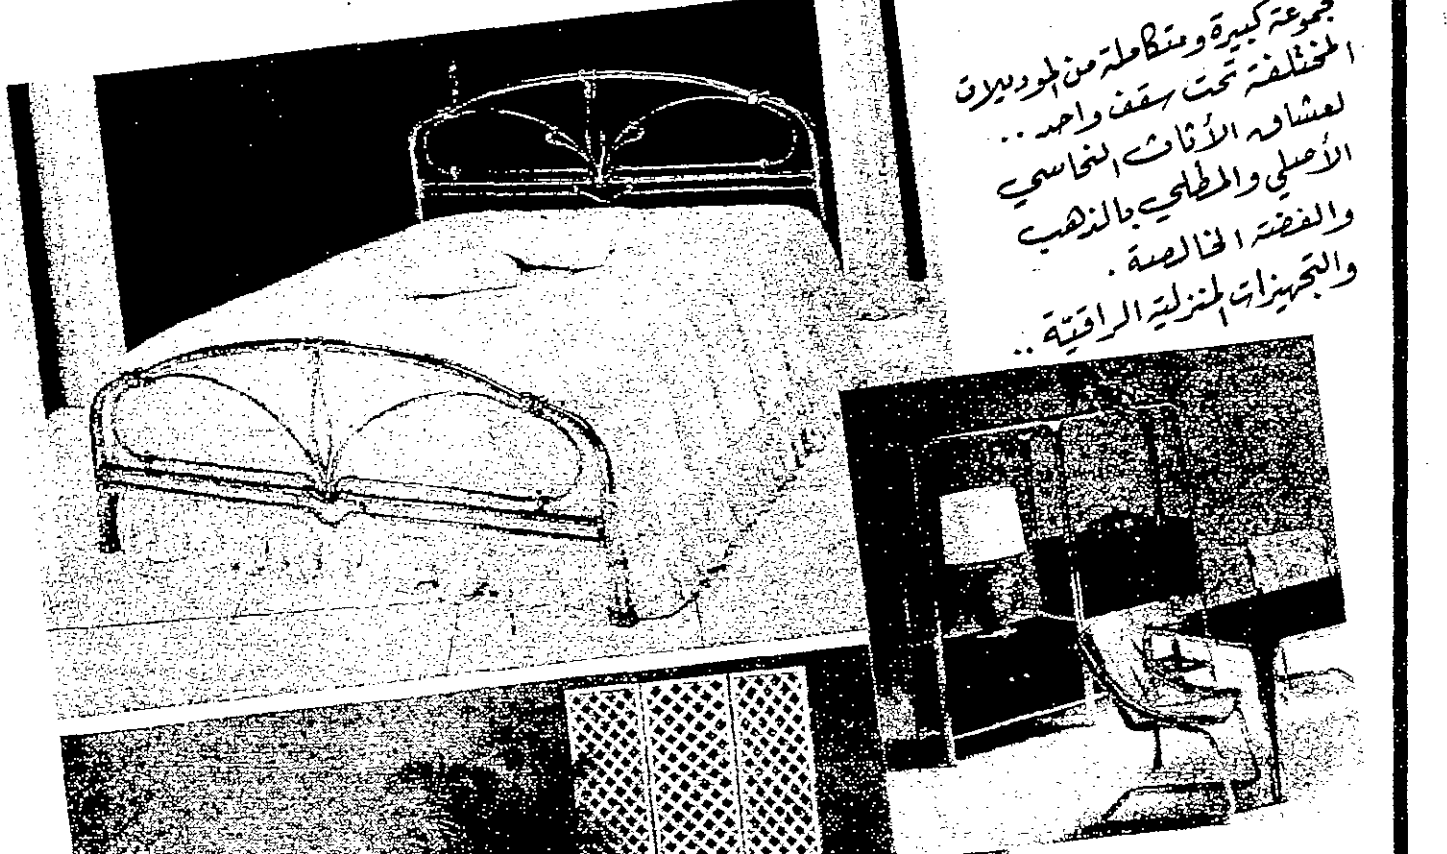 مجموعة كبيرة ومتكاملة من الموديلات
المختلفة تحت سقف واحد ..
لعشاق الأثاث النحاسي
الأصلي والمطلي بالذهب
والفضة الخالصة .
والتجهيزات المنزلية الراقية ..